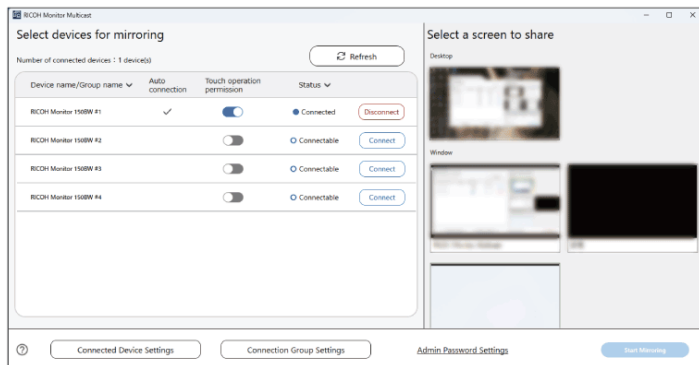 RICOH Monitor Multicast
Select devices for mirroring
Number of connected devices : 1 device(s)
Refresh
Device name/Group name
Auto connection
Touch operation permission
Status
RICOH Monitor 150BW #1
Connected
Disconnect
RICOH Monitor 150BW #2
Connectable
Connect
RICOH Monitor 150BW #3
Connectable
Connect
RICOH Monitor 150BW #4
Connectable
Connect
Select a screen to share
Desktop
Window
Connected Device Settings
Connection Group Settings
Admin Password Settings
Start Mirroring